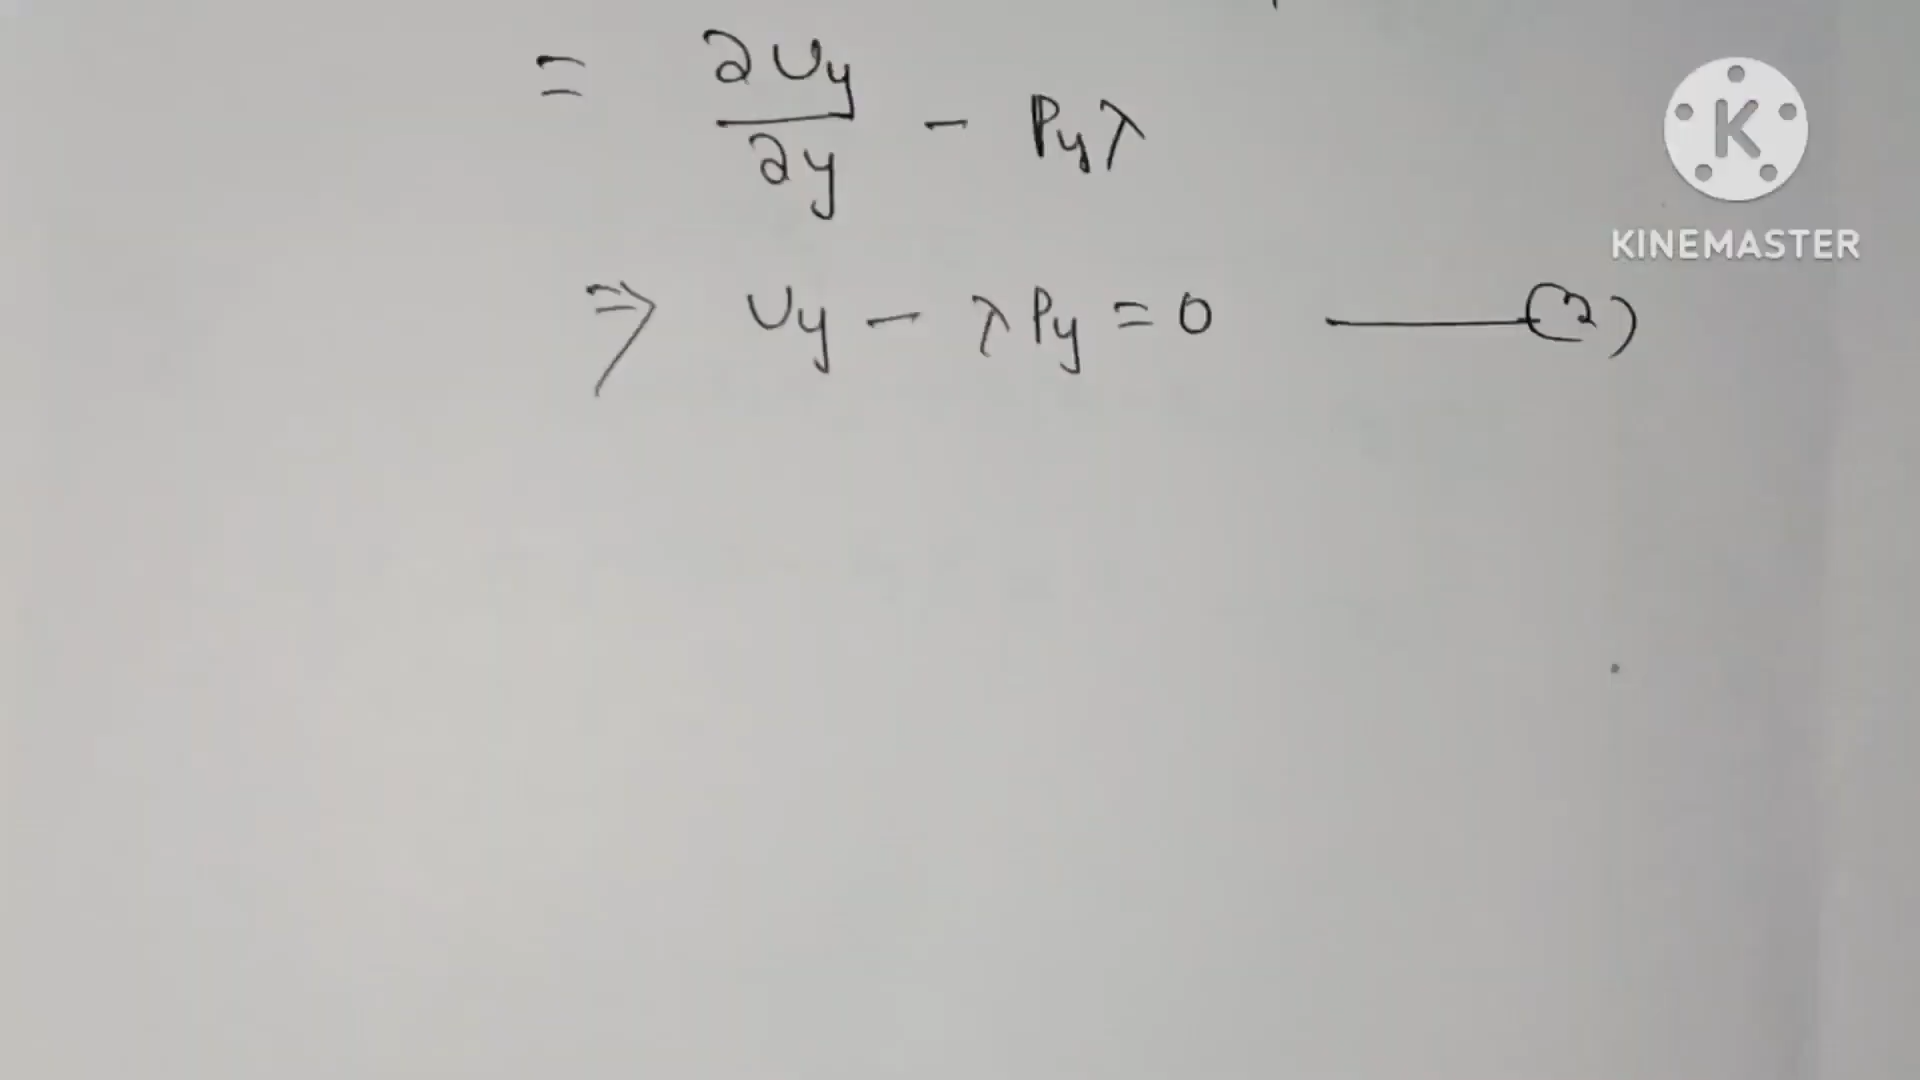 = ∂Uy/∂y - Pyλ
KINEMASTER
⇒ Uy - λPy = 0 —— (2)